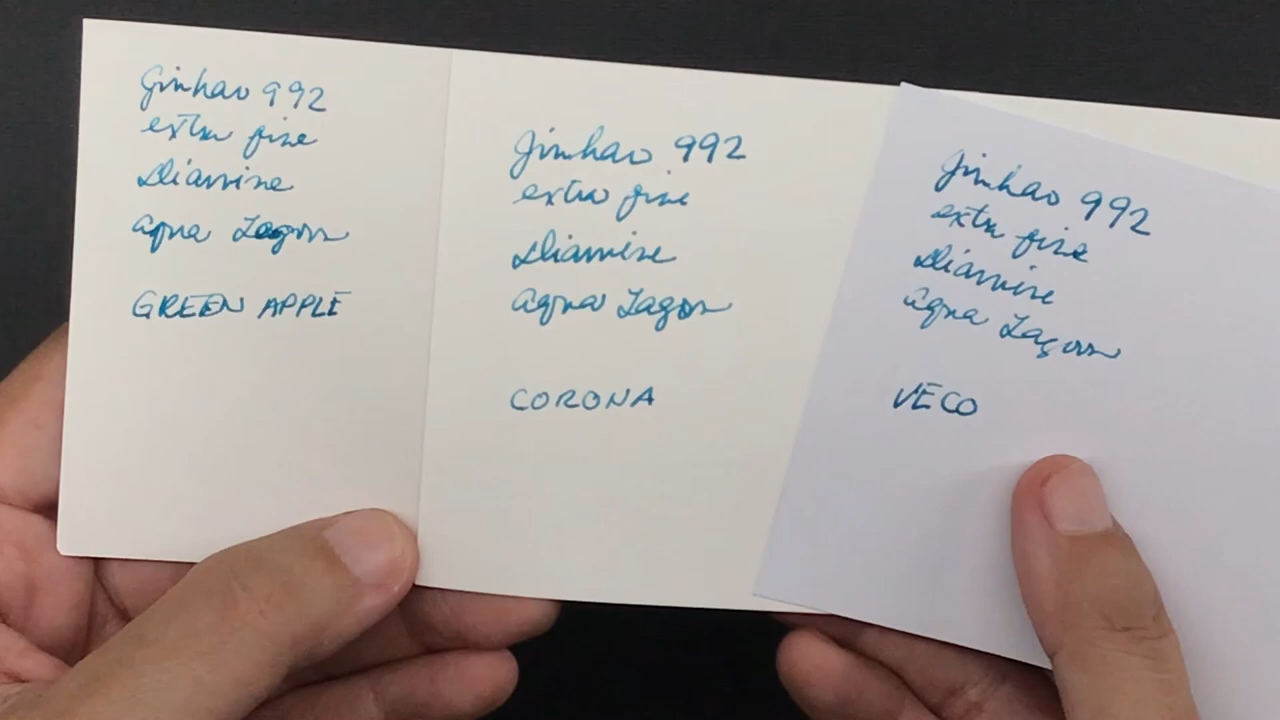 Jinhao 992
extra fine
Diamine
Aqua Lagoon
GREEN APPLE
Jinhao 992
extra fine
Diamine
Aqua Lagoon
CORONA
Jinhao 992
extra fine
Diamine
Aqua Lagoon
VECO